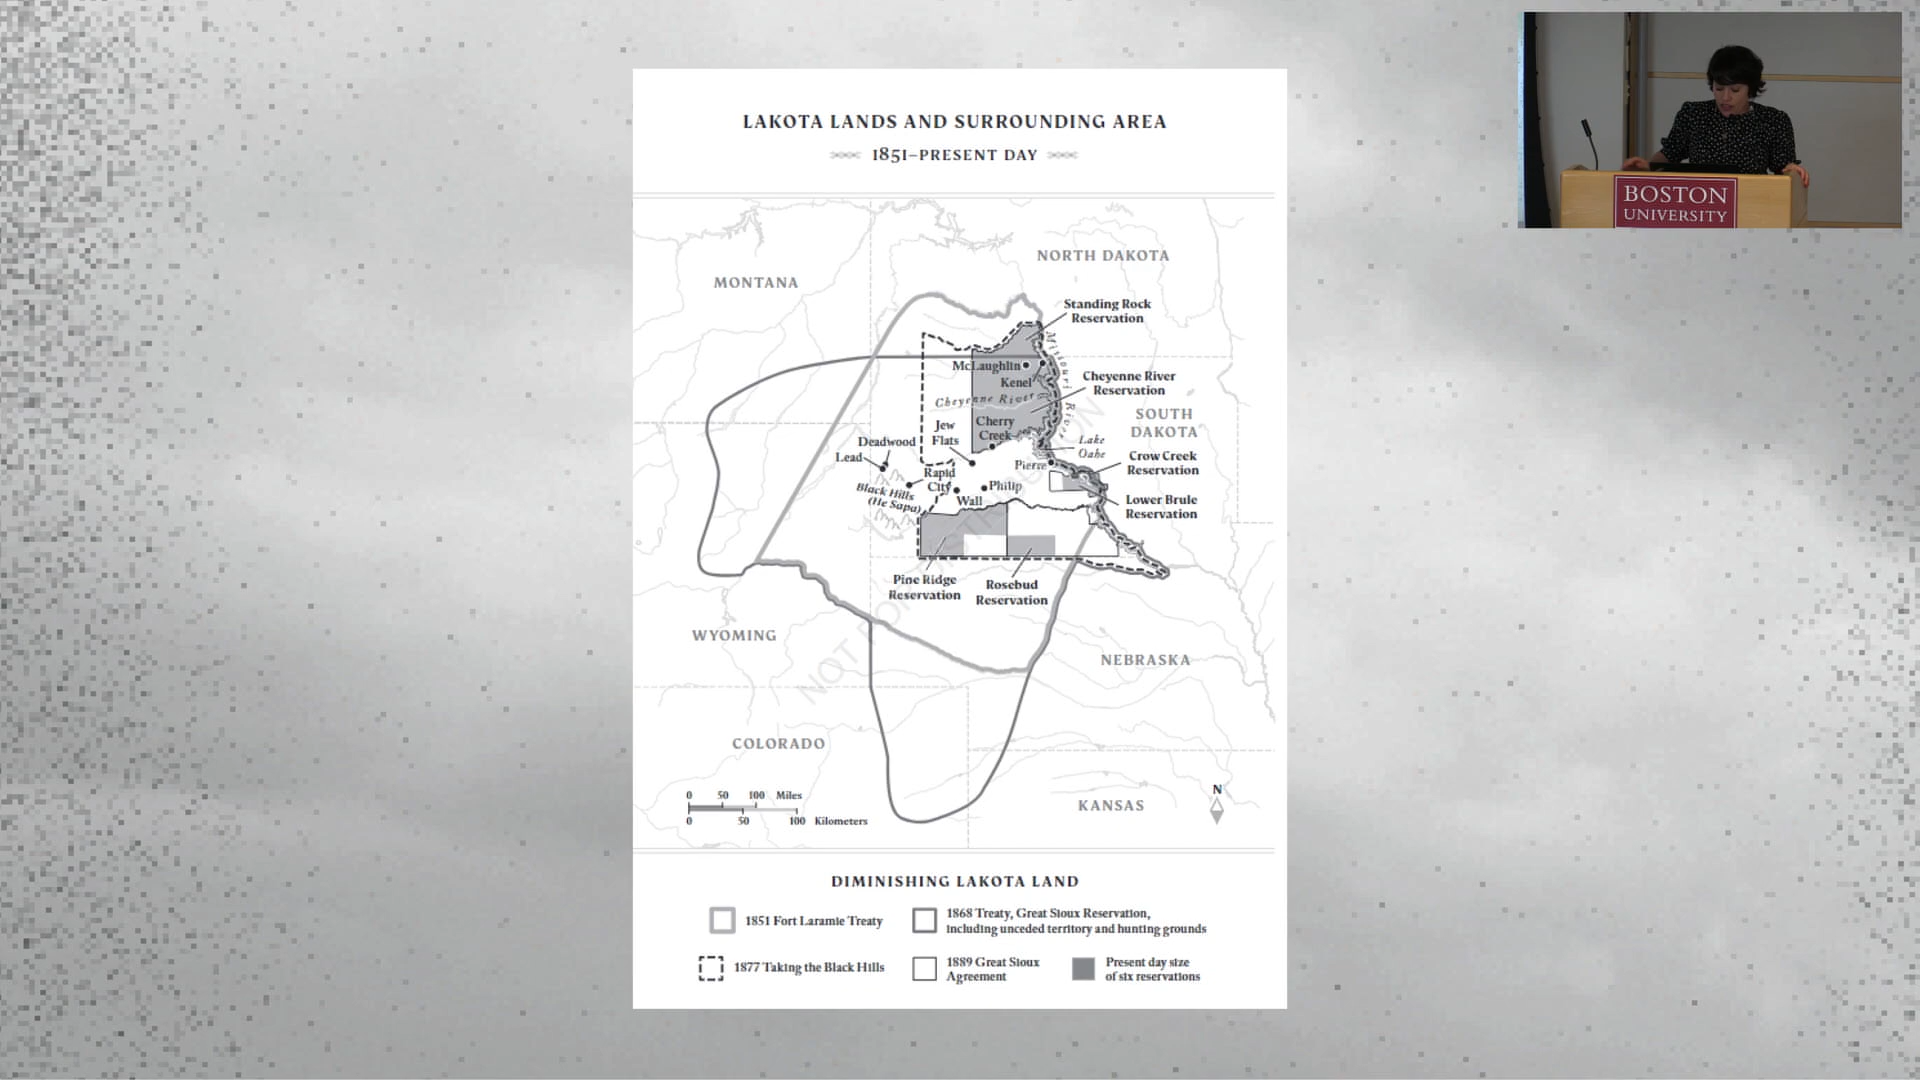 LAKOTA LANDS AND SURROUNDING AREA
1851–PRESENT DAY
BOSTON
UNIVERSITY
NORTH DAKOTA
MONTANA
Standing Rock
Reservation
Missouri River
McLaughlin
Kenel
Cheyenne River
Reservation
Cheyenne River
SOUTH
DAKOTA
Cherry
Creek
Jew
Flats
Deadwood
Lead
Lake
Oahe
Pierre
Crow Creek
Reservation
Rapid
City
Philip
Wall
Black Hills
(He Sapa)
Lower Brule
Reservation
Pine Ridge
Reservation
Rosebud
Reservation
WYOMING
NEBRASKA
COLORADO
KANSAS
N
0 50 100 Miles
0 50 100 Kilometers
DIMINISHING LAKOTA LAND
1851 Fort Laramie Treaty
1868 Treaty, Great Sioux Reservation,
including unceded territory and hunting grounds
1877 Taking the Black Hills
1889 Great Sioux
Agreement
Present day size
of six reservations